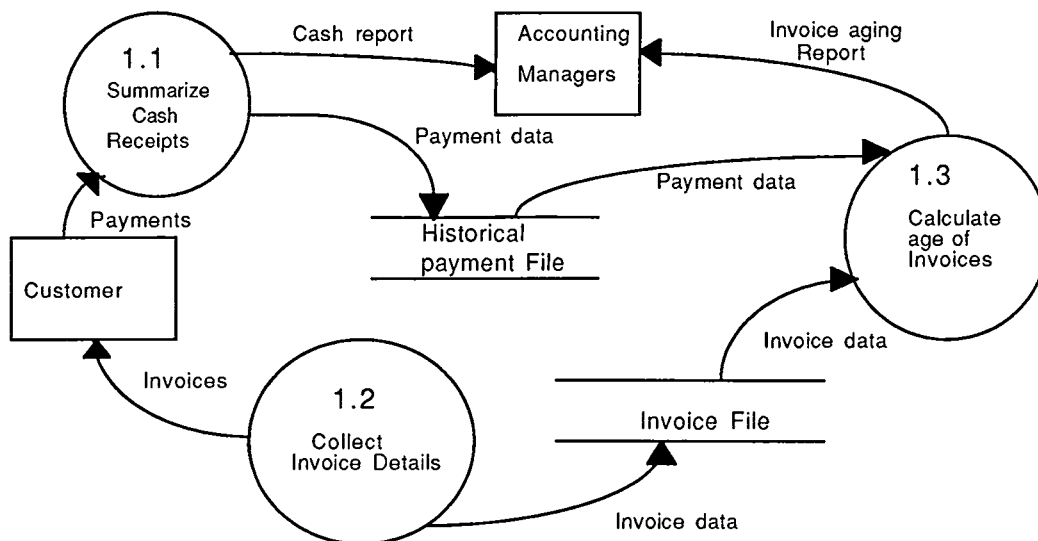 Cash report
Accounting
Managers
Invoice aging
Report
1.1
Summarize
Cash
Receipts
Payment data
Payment data
1.3
Calculate
age of
Invoices
Payments
Historical
payment File
Customer
Invoice data
Invoices
1.2
Collect
Invoice Details
Invoice File
Invoice data